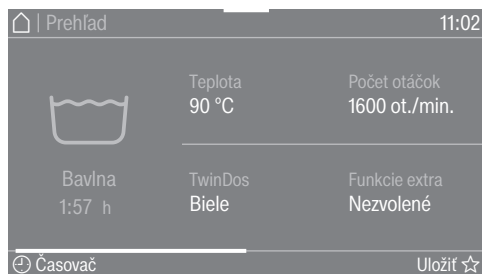 | Prehľad 11:02
Teplota Počet otáčok
90 °C 1600 ot./min.
Bavlna TwinDos Funkcie extra
1:57 h Biele Nezvolené
Časovač Uložiť